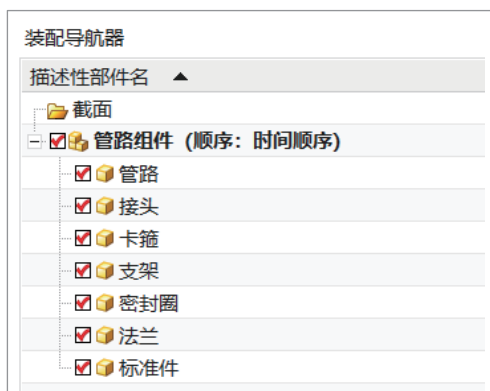 装配导航器
描述性部件名
截面
管路组件 (顺序: 时间顺序)
管路
接头
卡箍
支架
密封圈
法兰
标准件